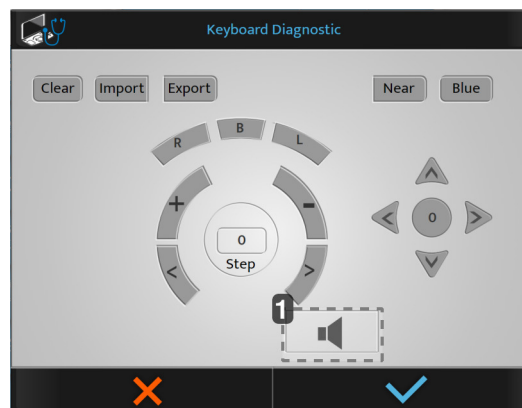 Keyboard Diagnostic
Clear Import Export Near Blue
R B L
+ -
0
Step
< >
0
1